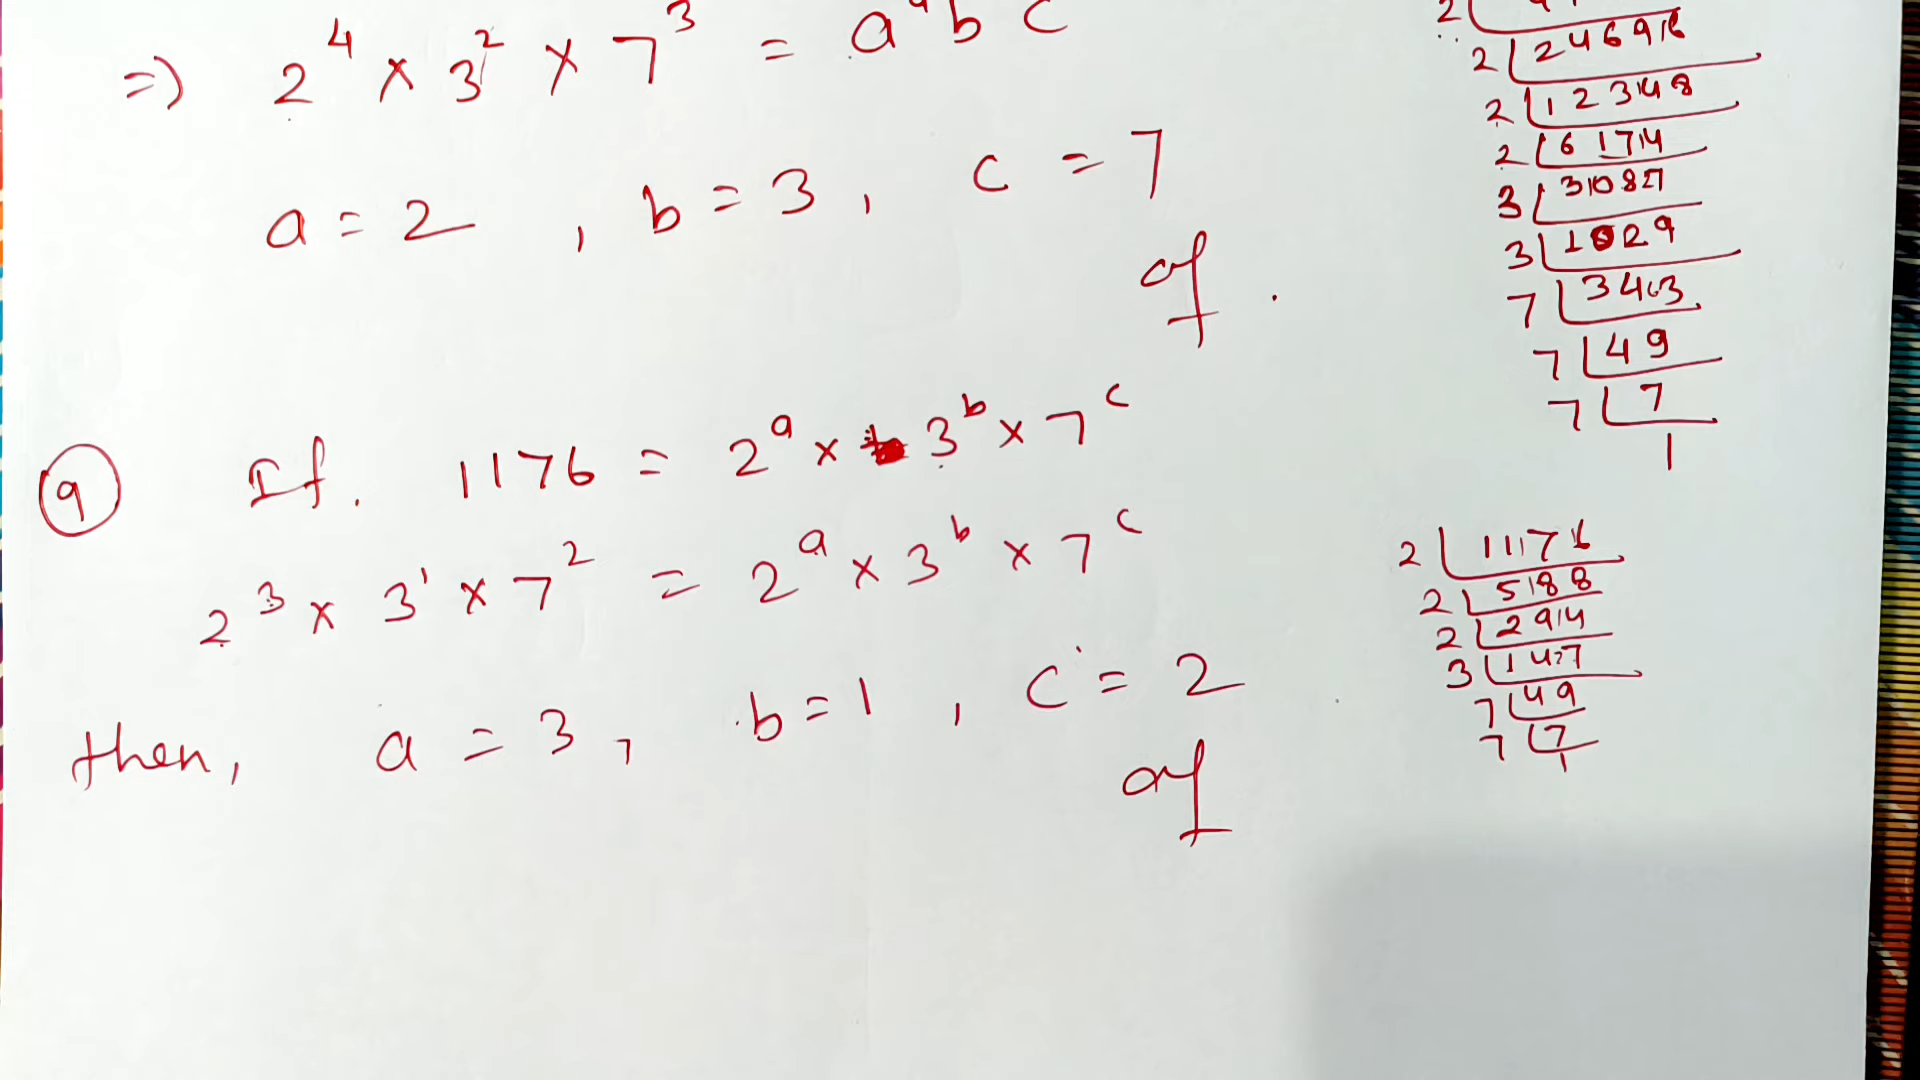 => 2^4 × 3^2 × 7^3 = a b c
a = 2 , b = 3 , c = 7
9 If. 1176 = 2^a × 3^b × 7^c
2^3 × 3^1 × 7^2 = 2^a × 3^b × 7^c
then, a = 3, b = 1 , c = 2
2
2 | 24696
2 | 12348
2 | 6174
3 | 3087
3 | 1029
7 | 343
7 | 49
7 | 7
1
2 | 1176
2 | 588
2 | 294
3 | 147
7 | 49
7 | 7
1